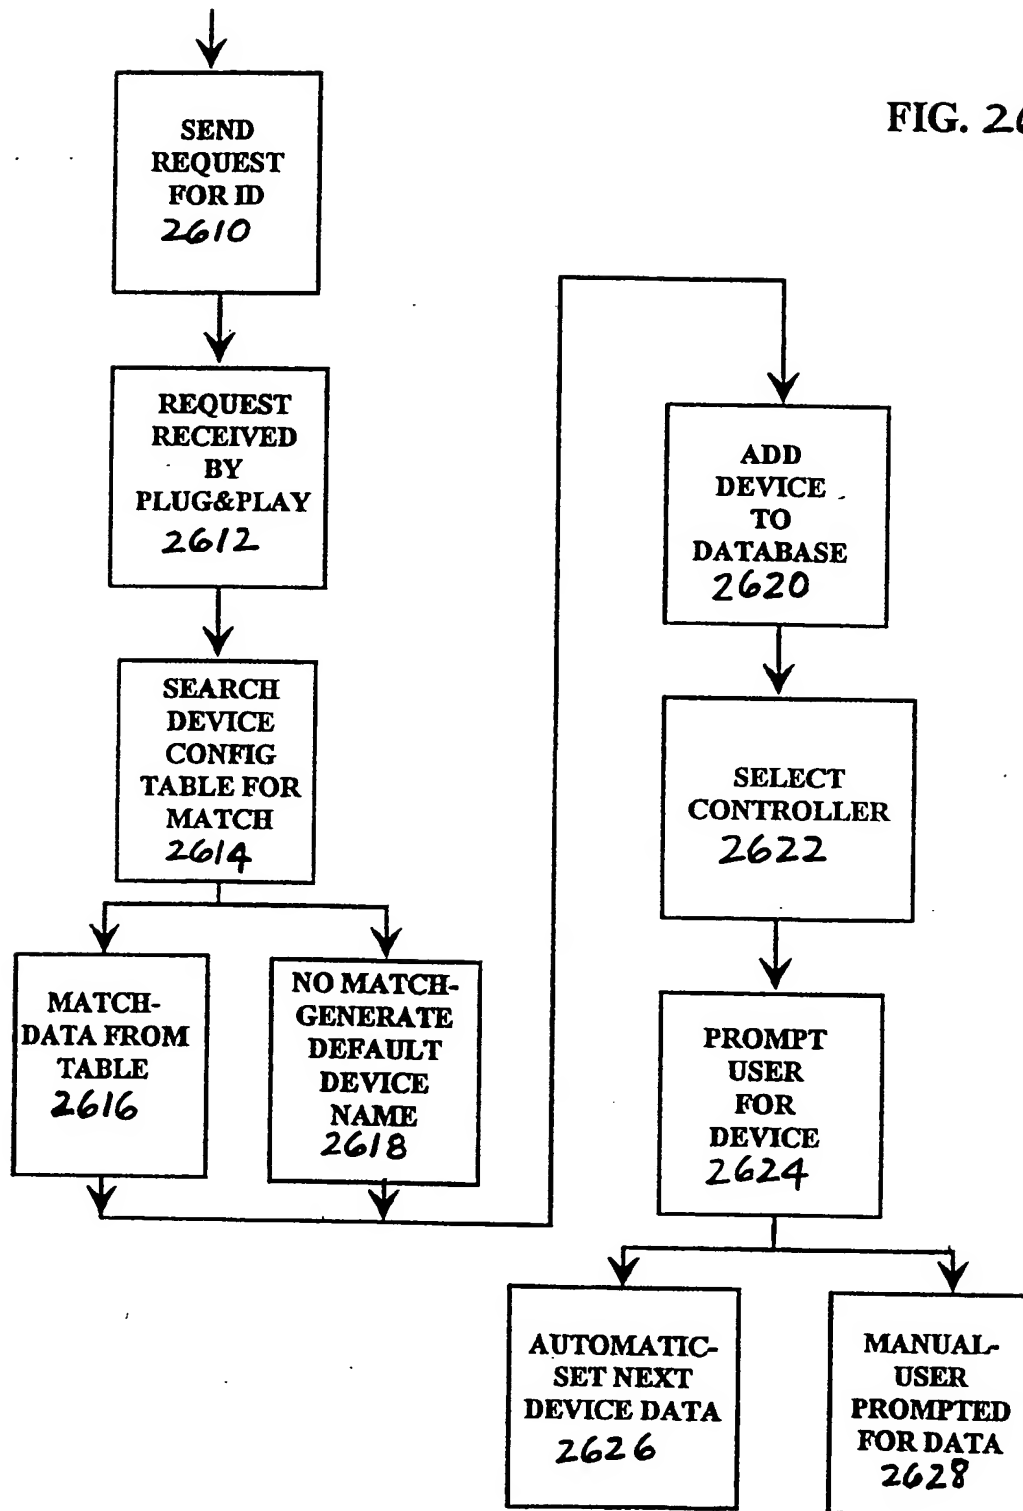 FIG. 26
SEND
REQUEST
FOR ID
2610
REQUEST
RECEIVED
BY
PLUG&PLAY
2612
SEARCH
DEVICE
CONFIG
TABLE FOR
MATCH
2614
MATCH-
DATA FROM
TABLE
2616
NO MATCH-
GENERATE
DEFAULT
DEVICE
NAME
2618
ADD
DEVICE
TO
DATABASE
2620
SELECT
CONTROLLER
2622
PROMPT
USER
FOR
DEVICE
2624
AUTOMATIC-
SET NEXT
DEVICE DATA
2626
MANUAL-
USER
PROMPTED
FOR DATA
2628